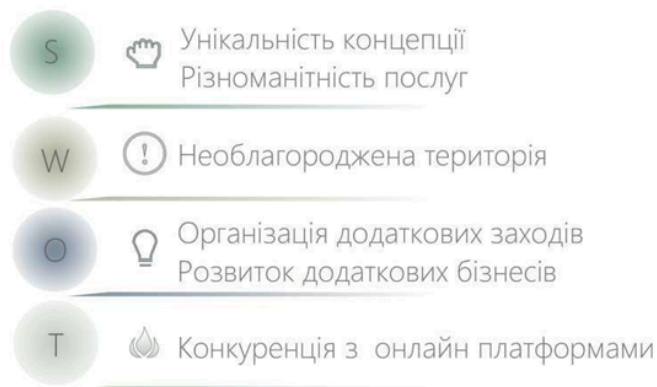 S
Унікальність концепції
Різноманітність послуг
W
Необлагороджена територія
O
Організація додаткових заходів
Розвиток додаткових бізнесів
T
Конкуренція з онлайн платформами